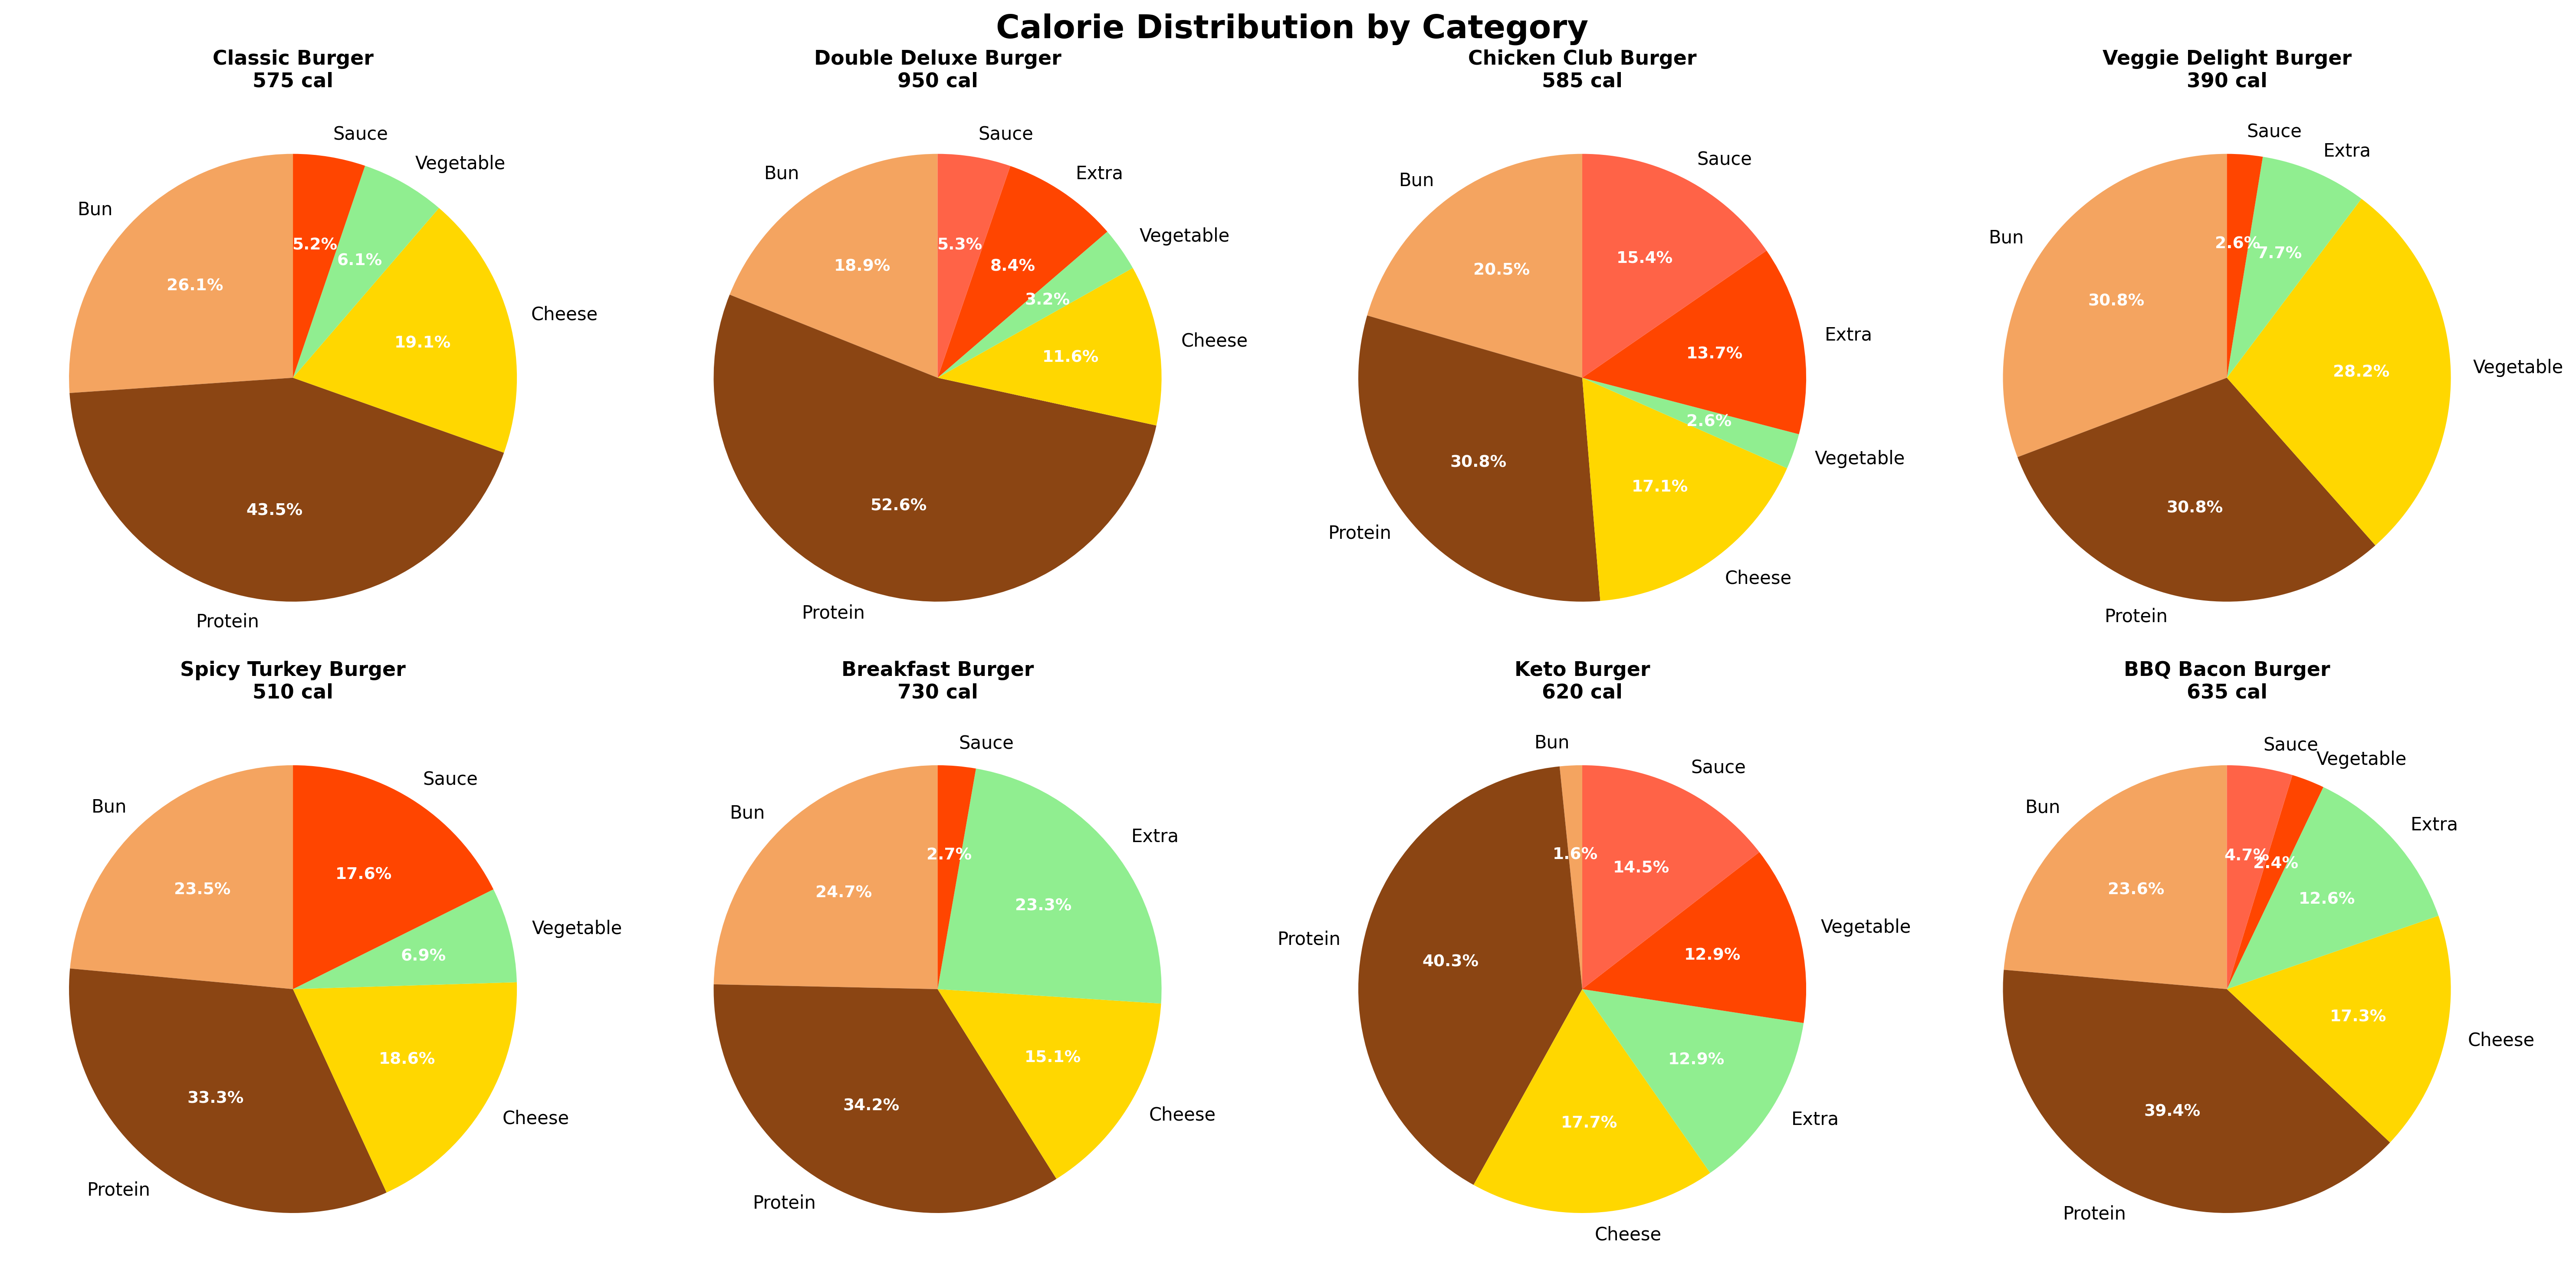 Calorie Distribution by Category
Classic Burger
575 cal
Sauce
Vegetable
Bun
5.2%
6.1%
26.1%
Cheese
19.1%
43.5%
Protein
Double Deluxe Burger
950 cal
Sauce
Extra
Bun
Vegetable
5.3%
8.4%
18.9%
3.2%
Cheese
11.6%
52.6%
Protein
Chicken Club Burger
585 cal
Sauce
Bun
15.4%
20.5%
Extra
13.7%
2.6%
Vegetable
30.8%
17.1%
Protein
Cheese
Veggie Delight Burger
390 cal
Sauce
Extra
Bun
2.6%
7.7%
30.8%
Vegetable
28.2%
30.8%
Protein
Spicy Turkey Burger
510 cal
Sauce
Bun
17.6%
23.5%
Vegetable
6.9%
18.6%
33.3%
Cheese
Protein
Breakfast Burger
730 cal
Sauce
Bun
Extra
2.7%
24.7%
23.3%
15.1%
34.2%
Cheese
Protein
Keto Burger
620 cal
Bun
Sauce
1.6%
14.5%
Vegetable
Protein
40.3%
12.9%
12.9%
Extra
17.7%
Cheese
BBQ Bacon Burger
635 cal
Sauce
Vegetable
Bun
Extra
4.7%
2.4%
23.6%
12.6%
17.3%
Cheese
39.4%
Protein